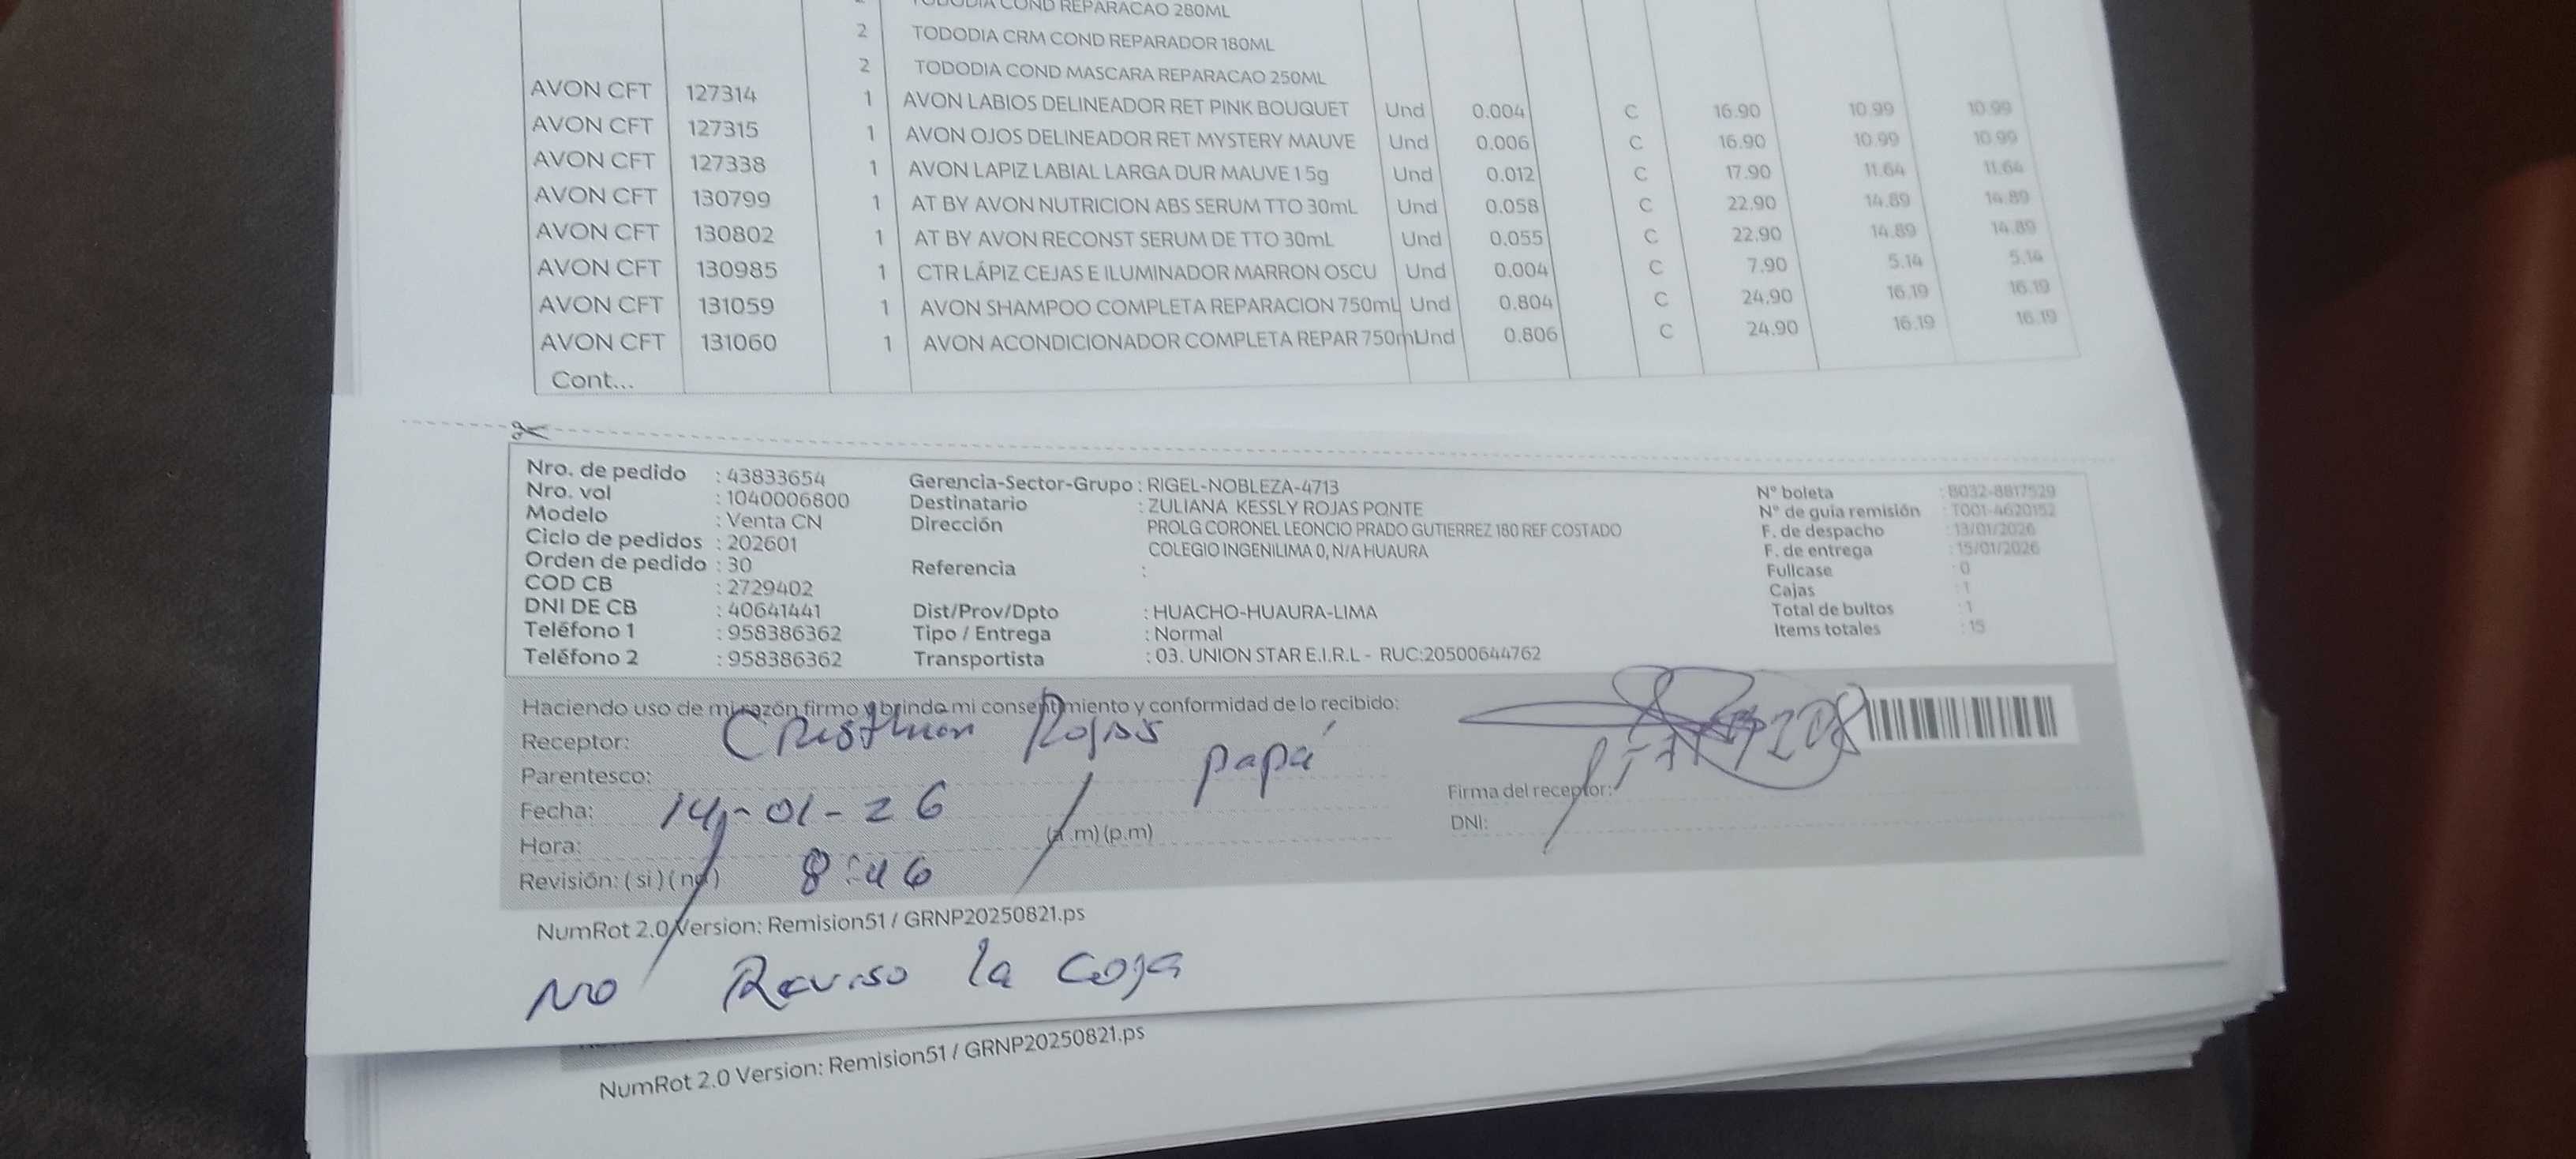 TODODIA COND REPARACAO 280ML
2 TODODIA CRM COND REPARADOR 180ML
2 TODODIA COND MASCARA REPARACAO 250ML
AVON CFT 127314 1 AVON LABIOS DELINEADOR RET PINK BOUQUET Und 0.004 C 16.90 10.99 10.99
AVON CFT 127315 1 AVON OJOS DELINEADOR RET MYSTERY MAUVE Und 0.006 C 16.90 10.99 10.99
AVON CFT 127338 1 AVON LAPIZ LABIAL LARGA DUR MAUVE 1 5g Und 0.012 C 17.90 11.64 11.64
AVON CFT 130799 1 AT BY AVON NUTRICION ABS SERUM TTO 30mL Und 0.058 C 22.90 14.89 14.89
AVON CFT 130802 1 AT BY AVON RECONST SERUM DE TTO 30mL Und 0.055 C 22.90 14.89 14.89
AVON CFT 130985 1 CTR LÁPIZ CEJAS E ILUMINADOR MARRON OSCU Und 0.004 C 7.90 5.14 5.14
AVON CFT 131059 1 AVON SHAMPOO COMPLETA REPARACION 750mL Und 0.804 C 24.90 16.19 16.19
AVON CFT 131060 1 AVON ACONDICIONADOR COMPLETA REPAR 750mUnd 0.806 C 24.90 16.19 16.19
Cont...
Nro. de pedido : 43833654
Nro. vol : 1040006800
Modelo : Venta CN
Ciclo de pedidos : 202601
Orden de pedido : 30
COD CB : 2729402
DNI DE CB : 40641441
Teléfono 1 : 958386362
Teléfono 2 : 958386362
Gerencia-Sector-Grupo : RIGEL-NOBLEZA-4713
Destinatario : ZULIANA KESSLY ROJAS PONTE
Dirección PROLG CORONEL LEONCIO PRADO GUTIERREZ 180 REF COSTADO
COLEGIO INGENILIMA 0, N/A HUAURA
Referencia :
Dist/Prov/Dpto : HUACHO-HUAURA-LIMA
Tipo / Entrega : Normal
Transportista : 03. UNION STAR E.I.R.L - RUC:20500644762
N° boleta : B032-8817529
N° de guía remisión : T001-4620152
F. de despacho : 13/01/2026
F. de entrega : 15/01/2026
Fullcase : 0
Cajas : 1
Total de bultos : 1
Items totales : 15
Haciendo uso de mi razón firmo y brindo mi consentimiento y conformidad de lo recibido:
Receptor: Cristhian Rojas
Parentesco: papá
Fecha: 14-01-26
Hora: 8:46 (a.m) (p.m)
Revisión: ( si ) ( no )
Firma del receptor:
DNI:
NumRot 2.0 Version: Remision51 / GRNP20250821.ps
NO Reviso la Caja
NumRot 2.0 Version: Remision51 / GRNP20250821.ps